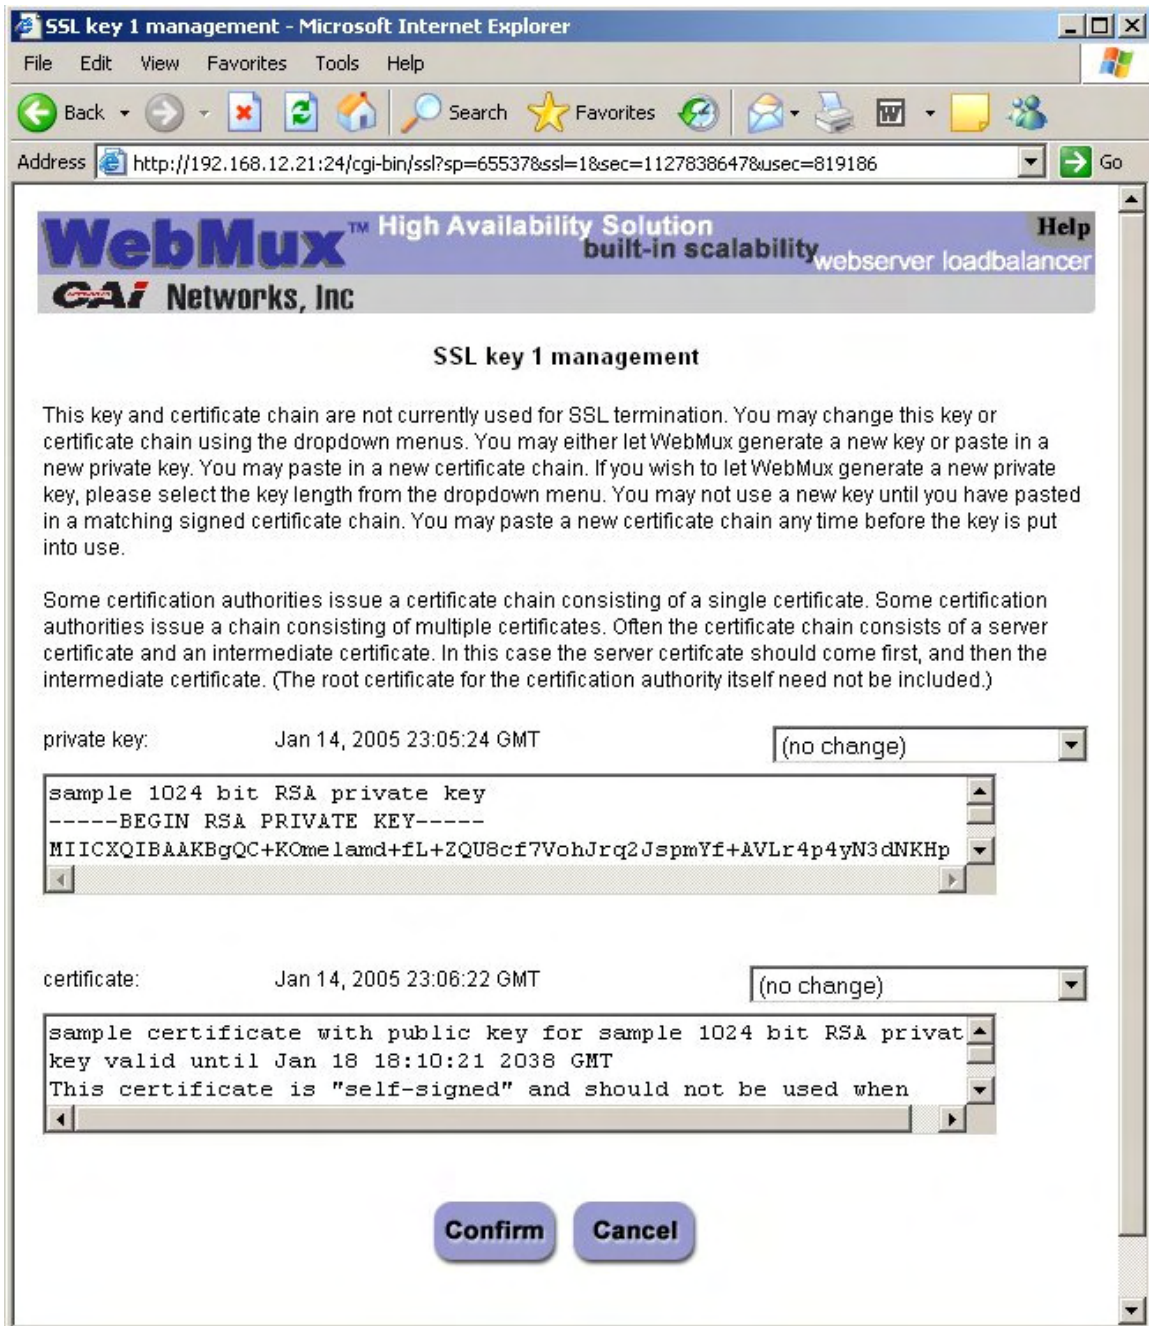 SSL key 1 management - Microsoft Internet Explorer
File Edit View Favorites Tools Help
Back Search Favorites
Address http://192.168.12.21:24/cgi-bin/ssl?sp=65537&ssl=1&sec=1127838647&usec=819186 Go
WebMux™ High Availability Solution Help
built-in scalability
webserver loadbalancer
CAi Networks, Inc
SSL key 1 management
This key and certificate chain are not currently used for SSL termination. You may change this key or
certificate chain using the dropdown menus. You may either let WebMux generate a new key or paste in a
new private key. You may paste in a new certificate chain. If you wish to let WebMux generate a new private
key, please select the key length from the dropdown menu. You may not use a new key until you have pasted
in a matching signed certificate chain. You may paste a new certificate chain any time before the key is put
into use.
Some certification authorities issue a certificate chain consisting of a single certificate. Some certification
authorities issue a chain consisting of multiple certificates. Often the certificate chain consists of a server
certificate and an intermediate certificate. In this case the server certifcate should come first, and then the
intermediate certificate. (The root certificate for the certification authority itself need not be included.)
private key: Jan 14, 2005 23:05:24 GMT (no change)
sample 1024 bit RSA private key
-----BEGIN RSA PRIVATE KEY-----
MIICXQIBAAKBgQC+KOmelamd+fL+ZQU8cf7VohJrq2JspmYf+AVLr4p4yN3dNKHp
certificate: Jan 14, 2005 23:06:22 GMT (no change)
sample certificate with public key for sample 1024 bit RSA privat
key valid until Jan 18 18:10:21 2038 GMT
This certificate is "self-signed" and should not be used when
Confirm Cancel